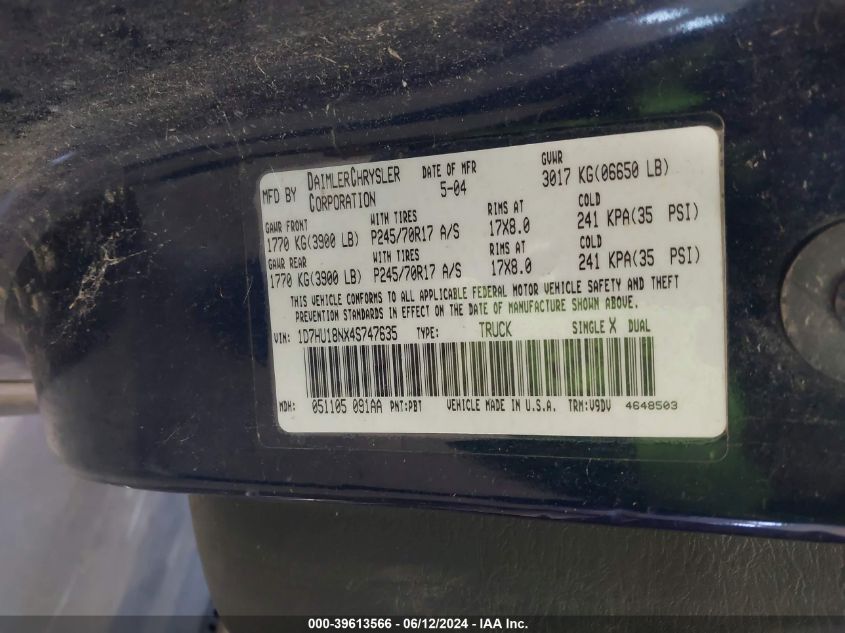 MFD BY DAIMLERCHRYSLER CORPORATION DATE OF MFR 5-04 GVWR 3017 KG(06650 LB)
GAWR FRONT WITH TIRES RIMS AT COLD
1770 KG(3900 LB) P245/70R17 A/S 17X8.0 241 KPA(35 PSI)
GAWR REAR WITH TIRES RIMS AT COLD
1770 KG(3900 LB) P245/70R17 A/S 17X8.0 241 KPA(35 PSI)
THIS VEHICLE CONFORMS TO ALL APPLICABLE FEDERAL MOTOR VEHICLE SAFETY AND THEFT
PREVENTION STANDARDS IN EFFECT ON THE DATE OF MANUFACTURE SHOWN ABOVE.
VIN: 1D7HU18NX4S747635 TYPE: TRUCK SINGLE X DUAL
MDH: 051105 091AA PNT:PBT VEHICLE MADE IN U.S.A. TRM:V9DV 4648503
000-39613566 - 06/12/2024 - IAA Inc.